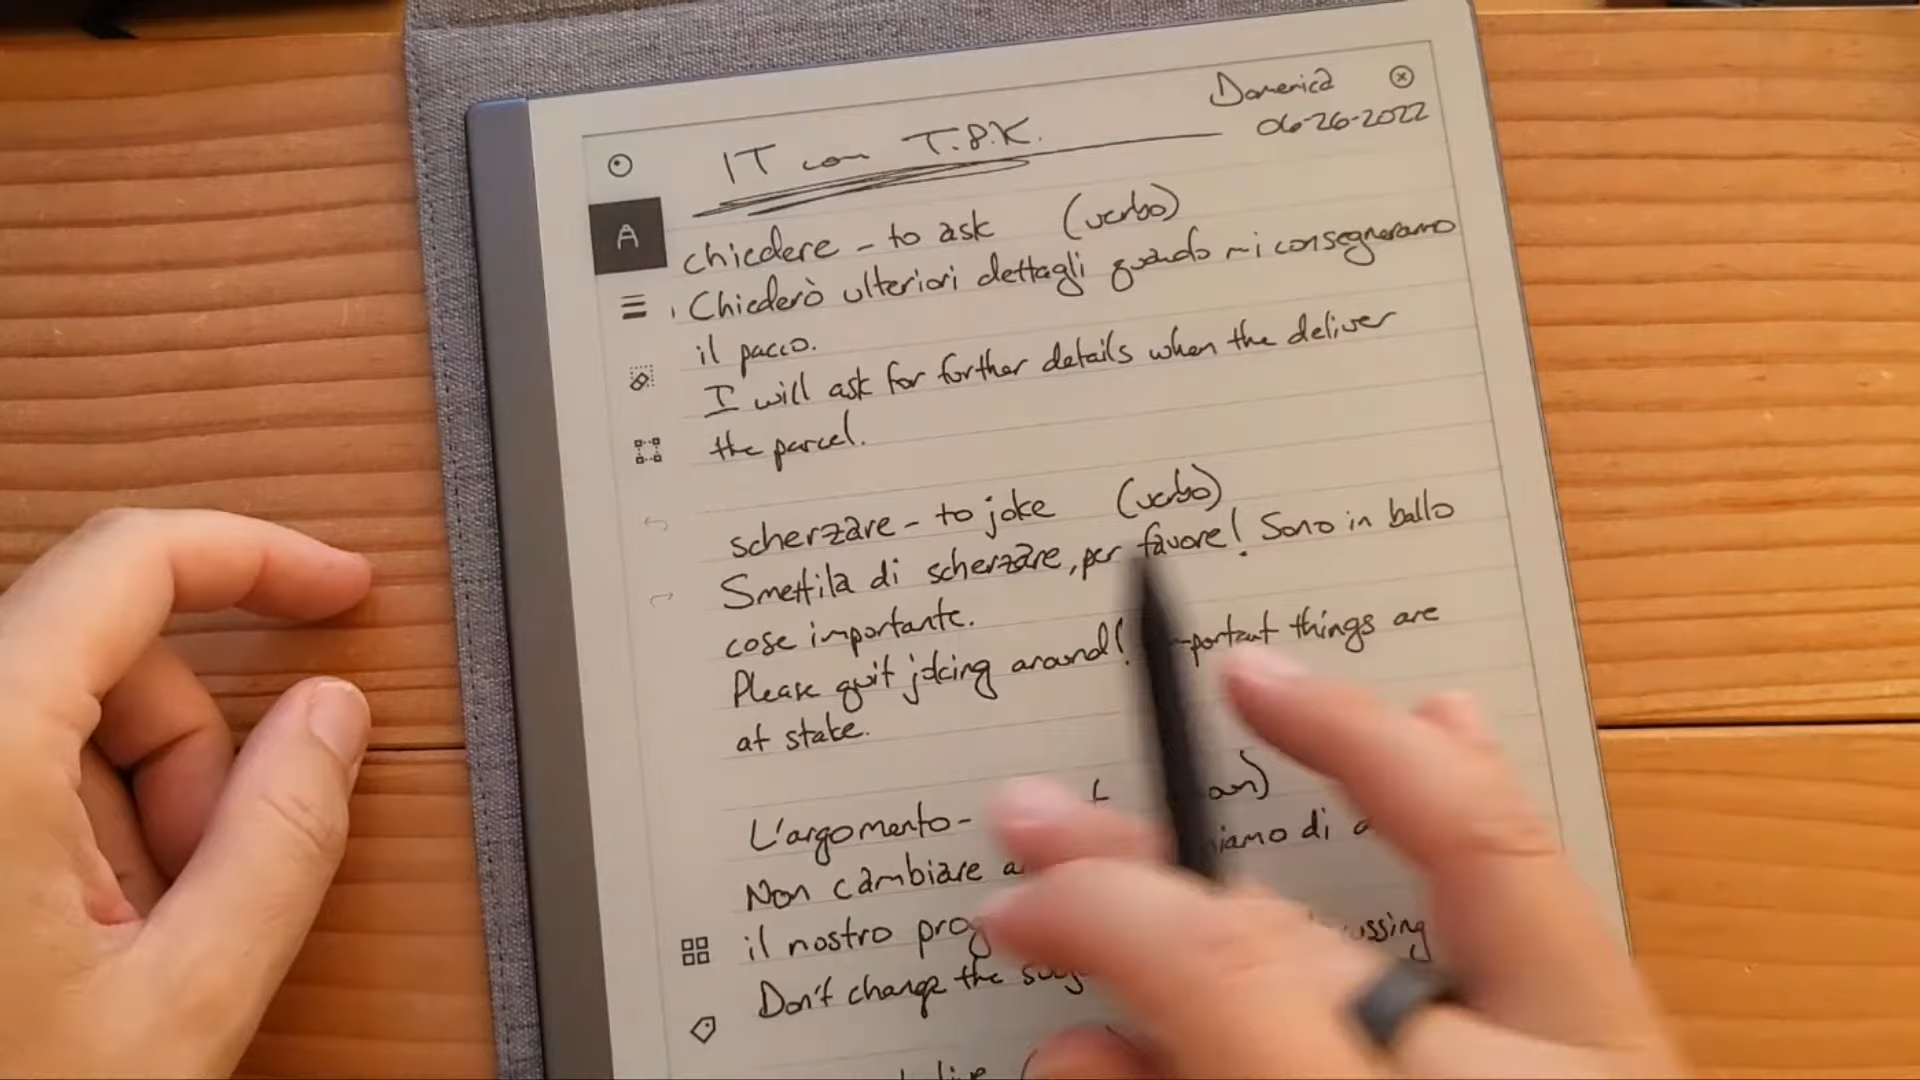 Domenica
06-26-2022
IT con T.P.K.
A
chiedere - to ask (verbo)
Chiederò ulteriori dettagli quando mi consegneranno
il pacco.
I will ask for further details when the deliver
the parcel.
scherzare - to joke (verbo)
Smettila di scherzare, per favore! Sono in ballo
cose importante.
Please quit joking around! things are
at stake.
L'argomento-
Non cambiare di
il nostro
Don't change the